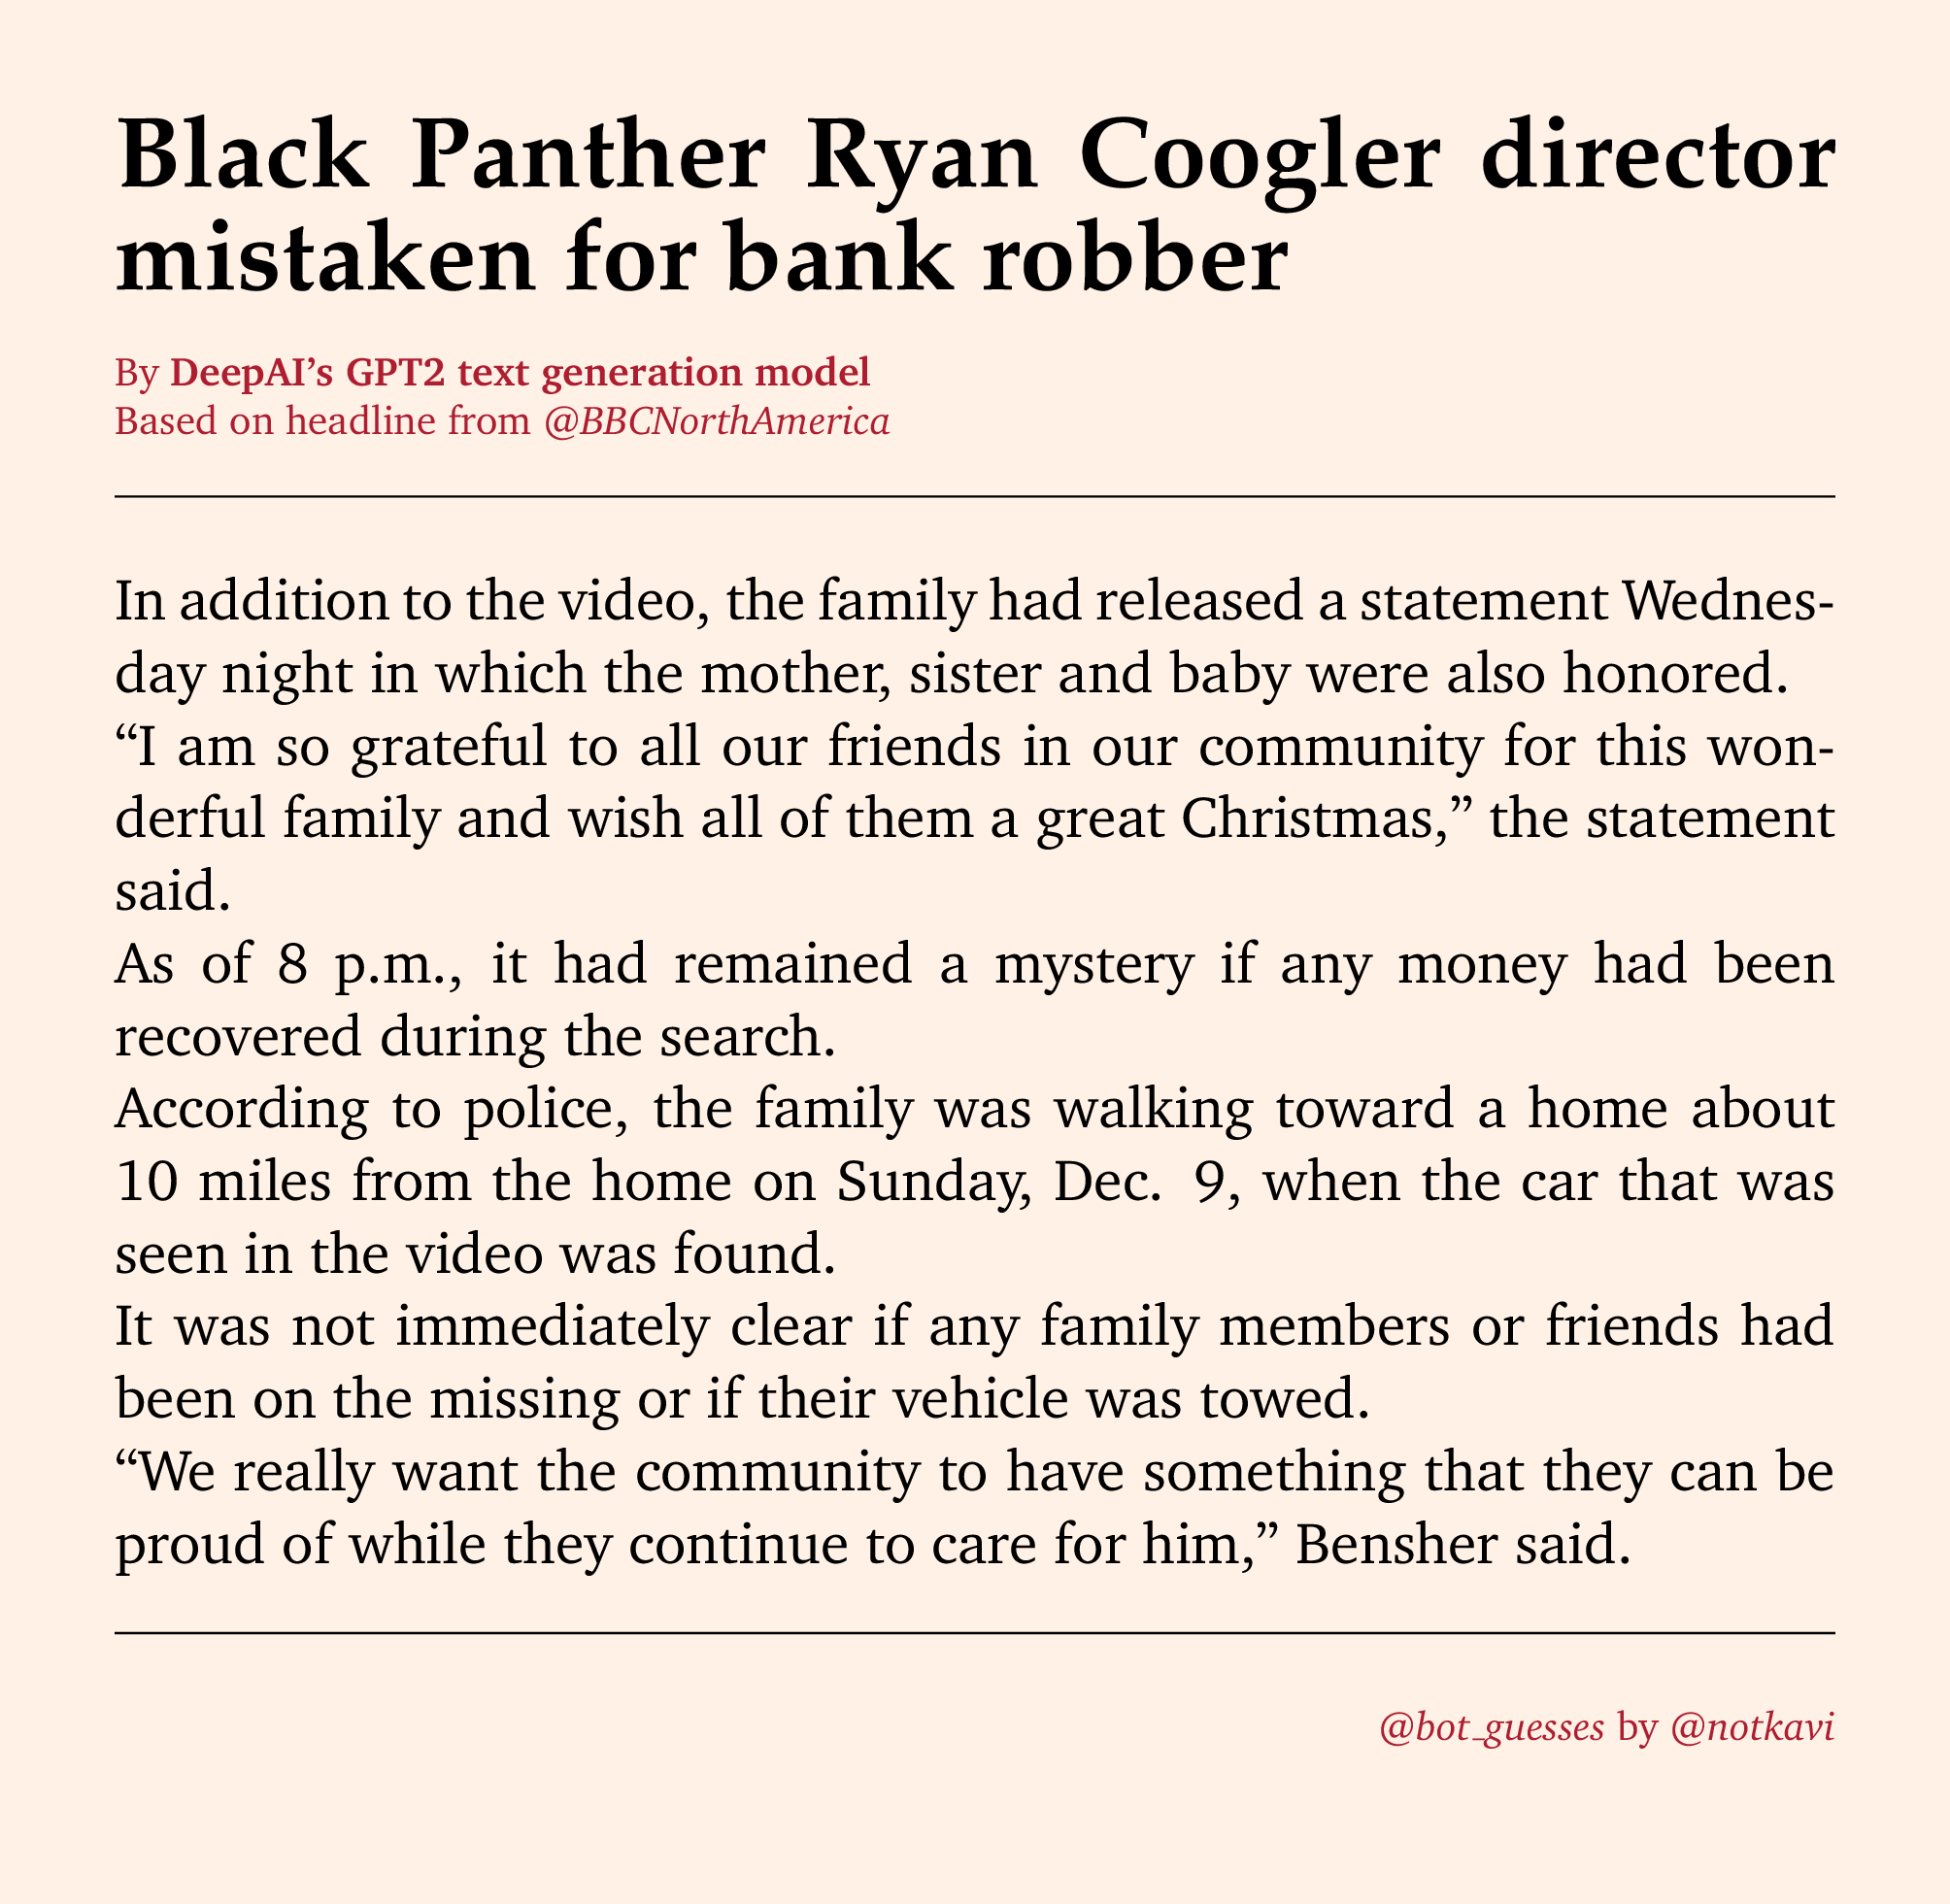 Black Panther Ryan Coogler director
mistaken for bank robber
By DeepAI’s GPT2 text generation model
Based on headline from @BBCNorthAmerica
In addition to the video, the family had released a statement Wednes-
day night in which the mother, sister and baby were also honored.
“I am so grateful to all our friends in our community for this won-
derful family and wish all of them a great Christmas,” the statement
said.
As of 8 p.m., it had remained a mystery if any money had been
recovered during the search.
According to police, the family was walking toward a home about
10 miles from the home on Sunday, Dec. 9, when the car that was
seen in the video was found.
It was not immediately clear if any family members or friends had
been on the missing or if their vehicle was towed.
“We really want the community to have something that they can be
proud of while they continue to care for him,” Bensher said.
@bot_guesses by @notkavi